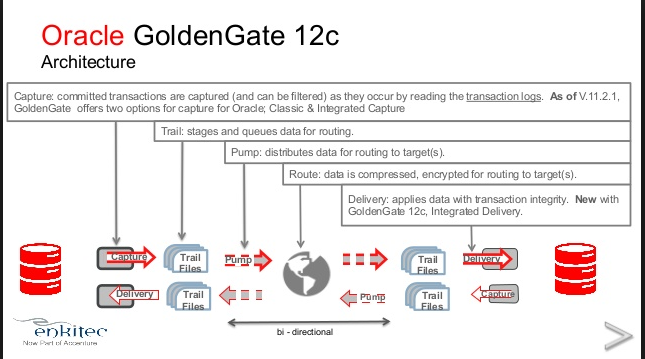 Oracle GoldenGate 12c
Architecture
Capture: committed transactions are captured (and can be filtered) as they occur by reading the transaction logs. As of V.11.2.1,
GoldenGate offers two options for capture for Oracle; Classic & Integrated Capture
Trail: stages and queues data for routing.
Pump: distributes data for routing to target(s).
Route: data is compressed, encrypted for routing to target(s).
Delivery: applies data with transaction integrity. New with
GoldenGate 12c, Integrated Delivery.
Capture
Trail
Files
Pump
Trail
Files
Delivery
Delivery
Trail
Files
Pump
Trail
Files
Capture
bi - directional
enkitec
Now Part of Accenture